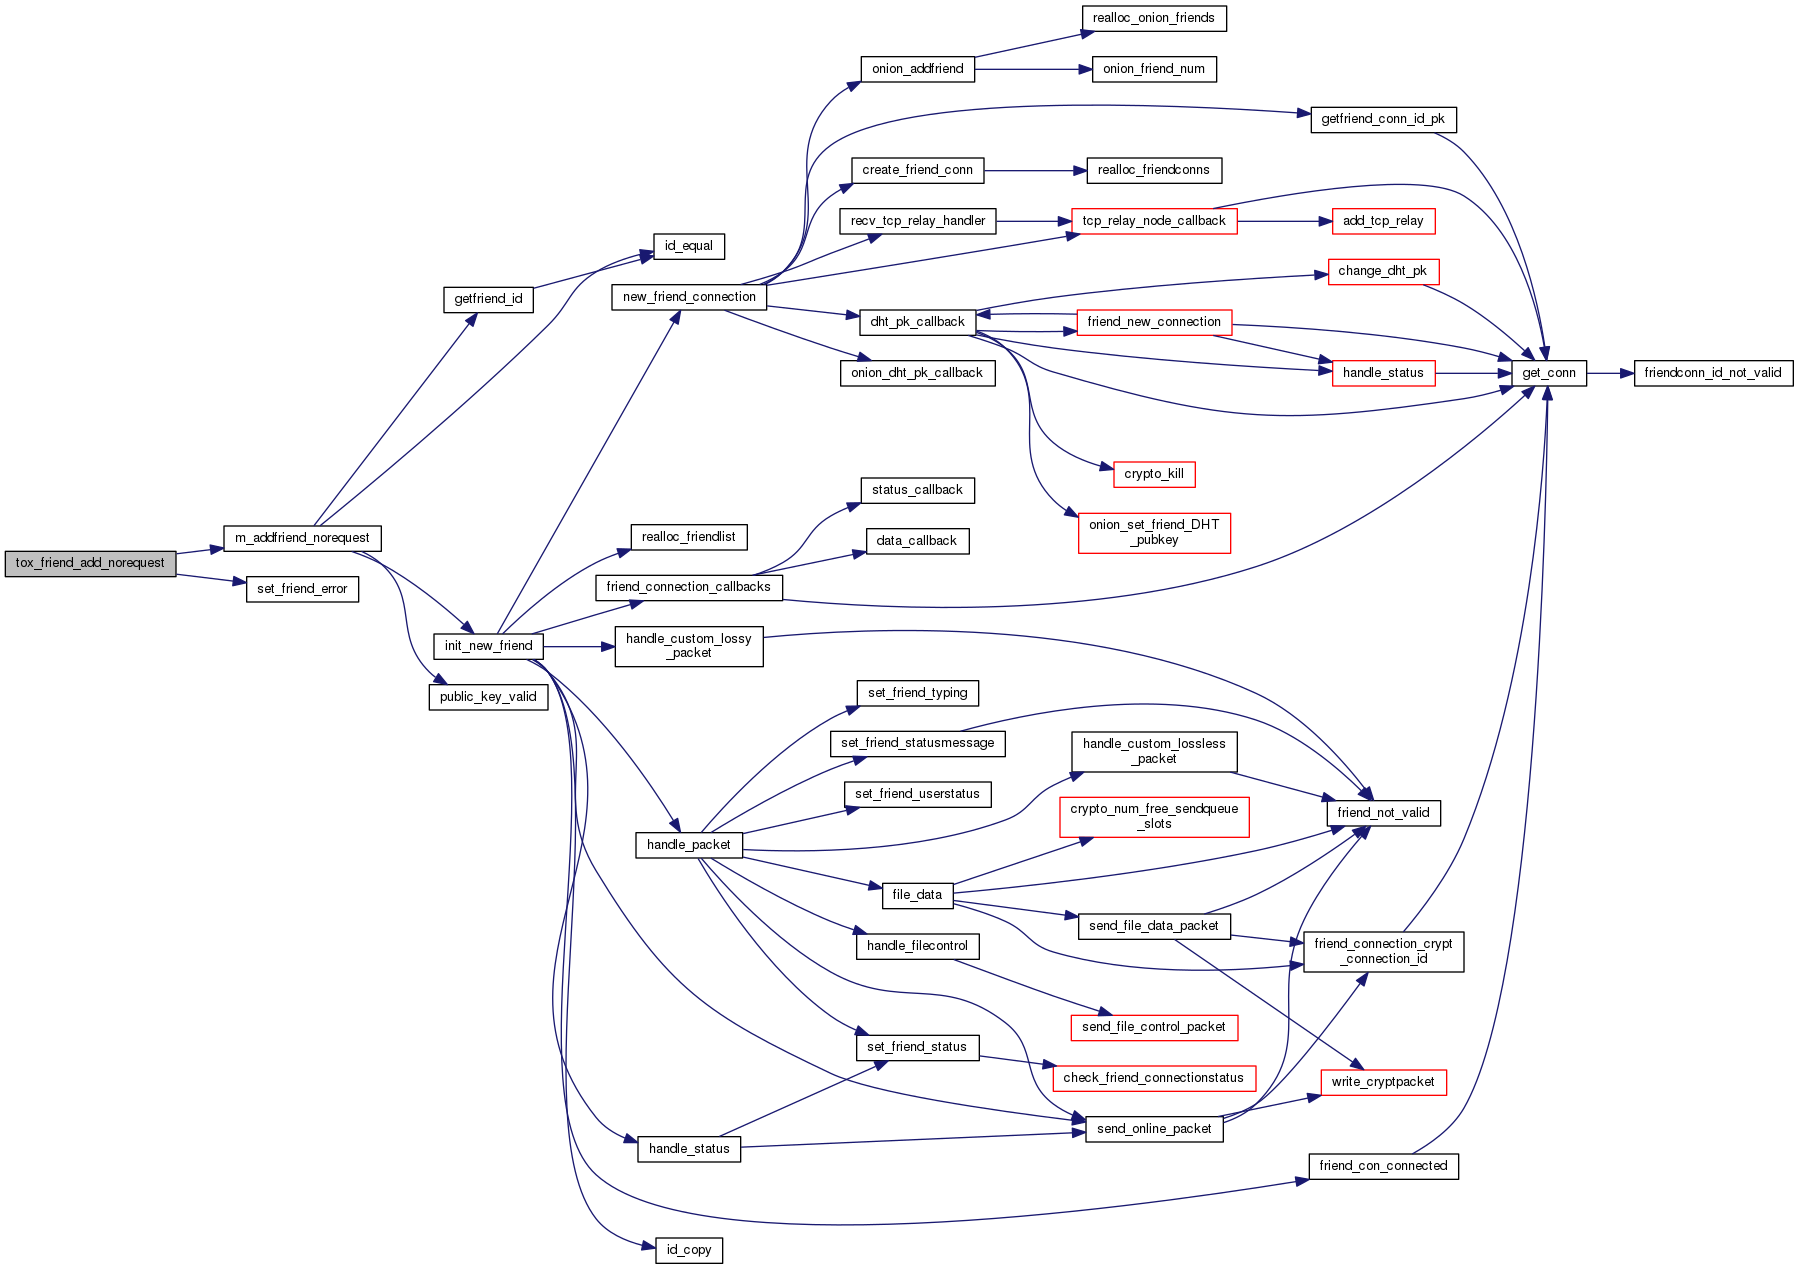 realloc_onion_friends
onion_addfriend
onion_friend_num
getfriend_conn_id_pk
create_friend_conn
realloc_friendconns
recv_tcp_relay_handler
tcp_relay_node_callback
add_tcp_relay
id_equal
change_dht_pk
getfriend_id
new_friend_connection
dht_pk_callback
friend_new_connection
onion_dht_pk_callback
handle_status
get_conn
friendconn_id_not_valid
crypto_kill
status_callback
onion_set_friend_DHT
_pubkey
m_addfriend_norequest
realloc_friendlist
data_callback
tox_friend_add_norequest
set_friend_error
friend_connection_callbacks
init_new_friend
handle_custom_lossy
_packet
public_key_valid
set_friend_typing
set_friend_statusmessage
handle_custom_lossless
_packet
set_friend_userstatus
crypto_num_free_sendqueue
_slots
friend_not_valid
handle_packet
file_data
send_file_data_packet
handle_filecontrol
friend_connection_crypt
_connection_id
send_file_control_packet
set_friend_status
check_friend_connectionstatus
write_cryptpacket
send_online_packet
handle_status
friend_con_connected
id_copy